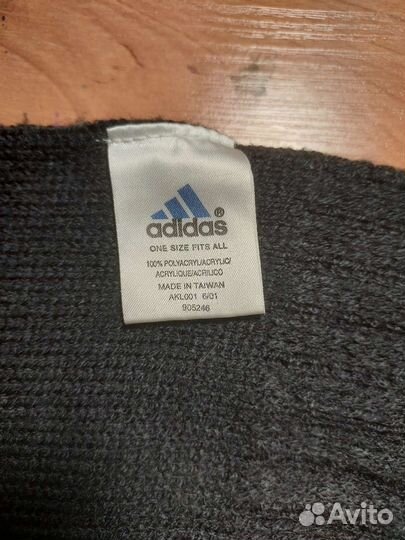 adidas®
ONE SIZE FITS ALL
100% POLYACRYL/ACRYLIC/
ACRYLIQUE/ACRILICO
MADE IN TAIWAN
AKL001 6/01
905246
Avito